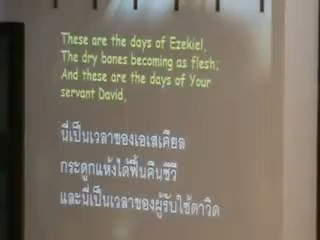 These are the days of Ezekiel,
The dry bones becoming as flesh;
And these are the days of Your
servant David,
นี่เป็นเวลาของเอเสเคียล
กระดูกแห้งได้ฟื้นคืนชีวี
และนี่เป็นเวลาของผู้รับใช้ดาวิด